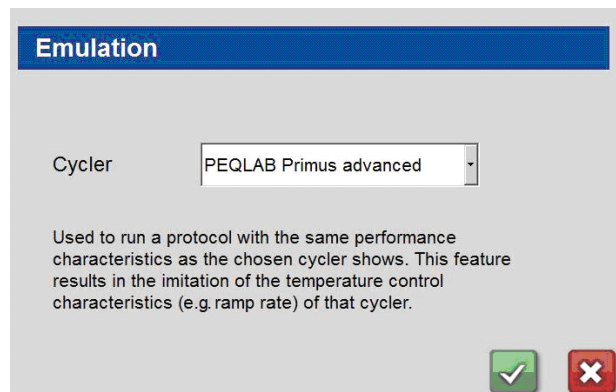 Emulation
Cycler PEQLAB Primus advanced
Used to run a protocol with the same performance
characteristics as the chosen cycler shows. This feature
results in the imitation of the temperature control
characteristics (e.g. ramp rate) of that cycler.